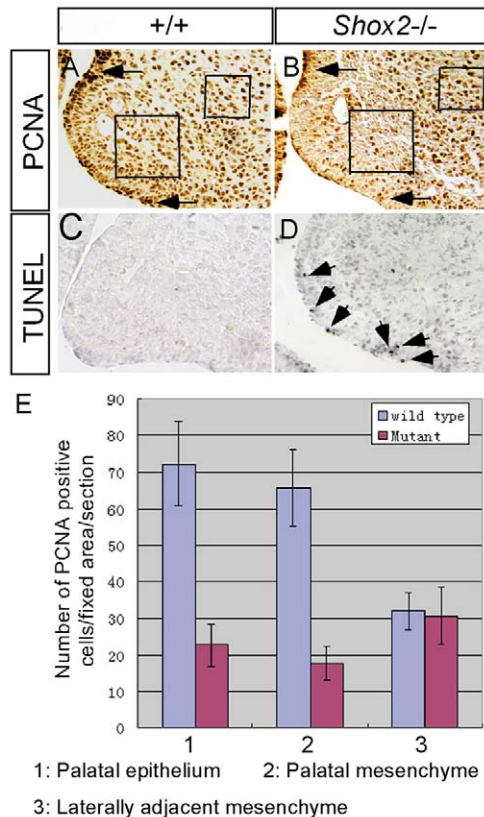 +/+ Shox2-/-
PCNA
A B
TUNEL
C D
E
Number of PCNA positive
cells/fixed area/section
90
80
70
60
50
40
30
20
10
0
wild type
Mutant
1 2 3
1: Palatal epithelium 2: Palatal mesenchyme
3: Laterally adjacent mesenchyme